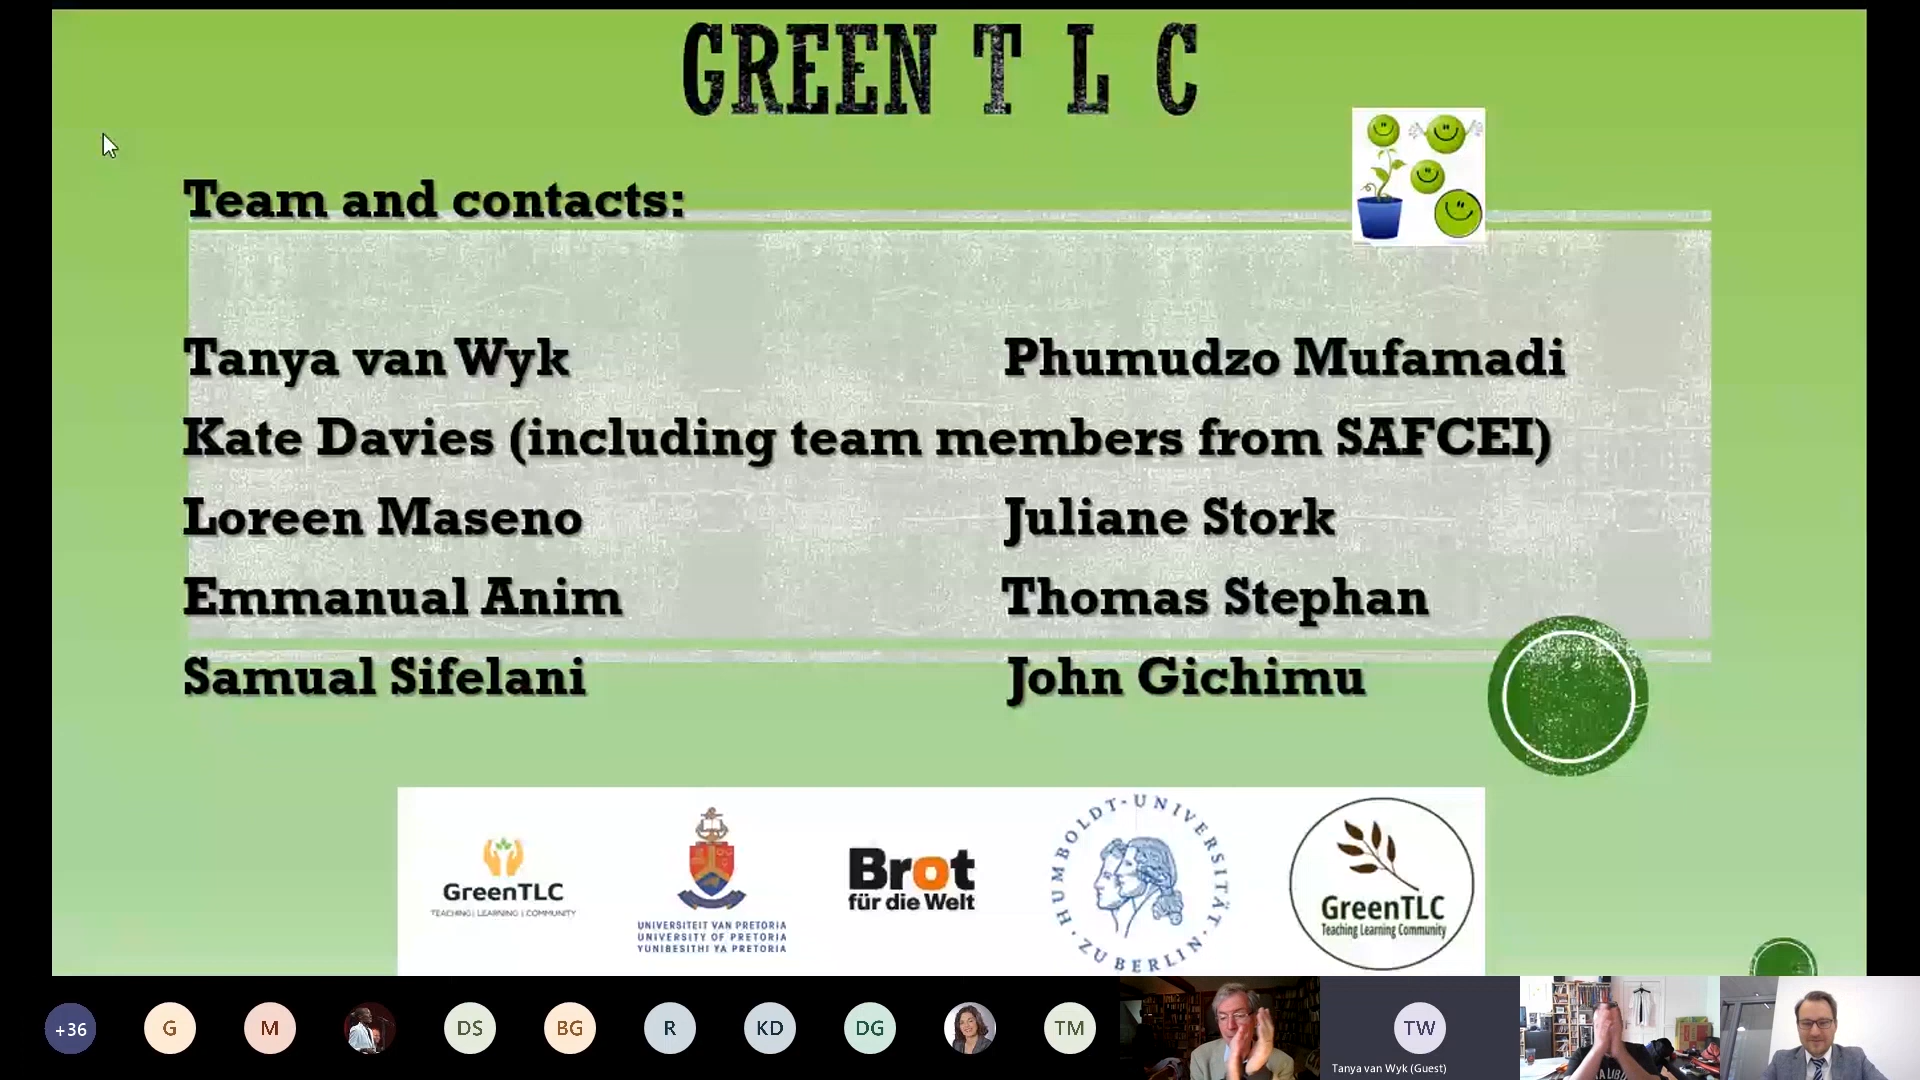 GREEN T L C
Team and contacts:
Tanya van Wyk Phumudzo Mufamadi
Kate Davies (including team members from SAFCEI)
Loreen Maseno Juliane Stork
Emmanual Anim Thomas Stephan
Samual Sifelani John Gichimu
GreenTLC
TEACHING | LEARNING | COMMUNITY
UNIVERSITEIT VAN PRETORIA
UNIVERSITY OF PRETORIA
YUNIBESITHI YA PRETORIA
Brot
für die Welt
HUMBOLDT-UNIVERSITÄT
· ZU BERLIN ·
GreenTLC
Teaching Learning Community
+36
G
M
DS
BG
R
KD
DG
TM
TW
Tanya van Wyk (Guest)